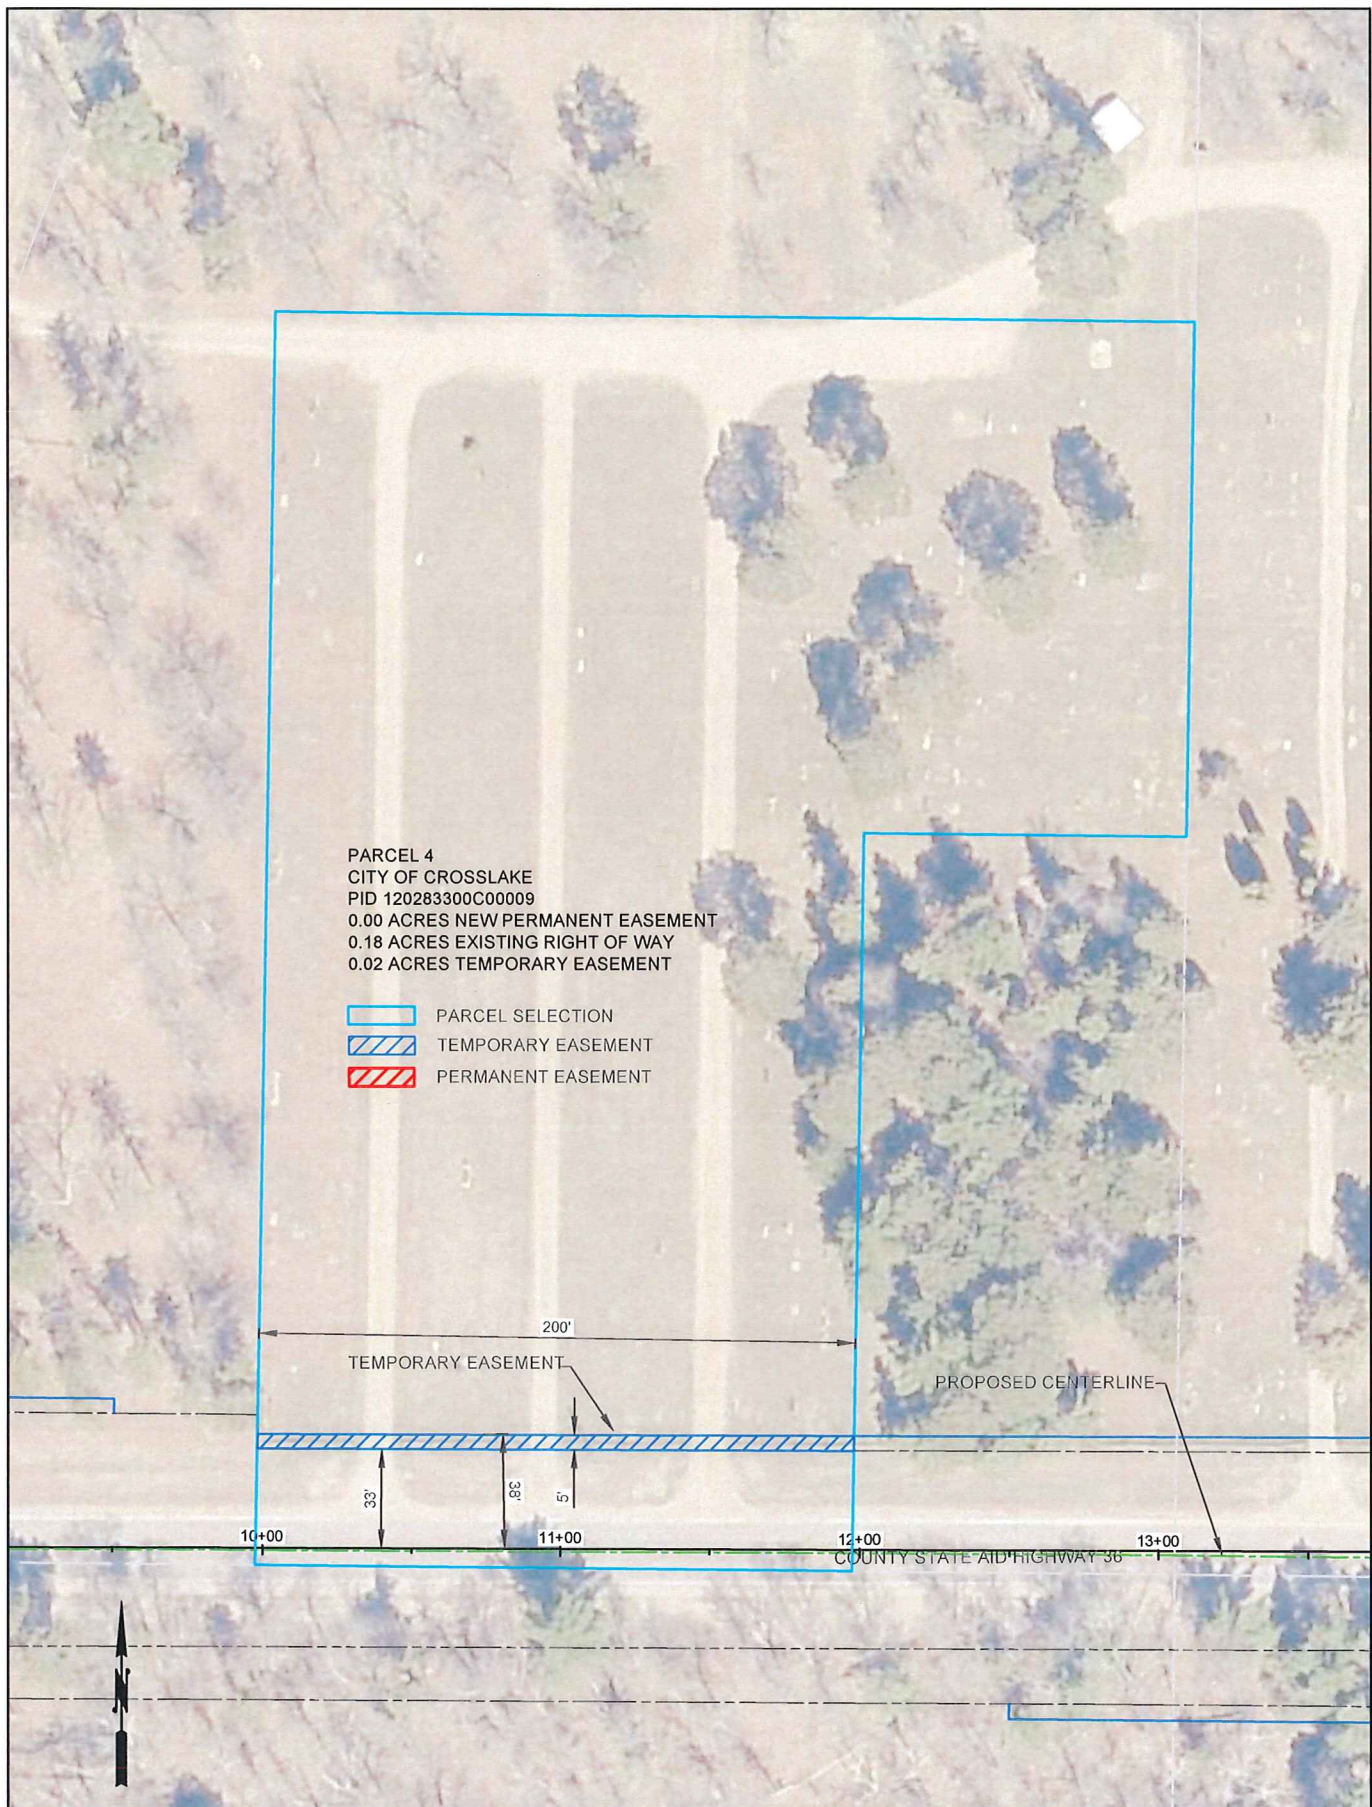 PARCEL 4
CITY OF CROSSLAKE
PID 120283300C00009
0.00 ACRES NEW PERMANENT EASEMENT
0.18 ACRES EXISTING RIGHT OF WAY
0.02 ACRES TEMPORARY EASEMENT
PARCEL SELECTION
TEMPORARY EASEMENT
PERMANENT EASEMENT
200'
TEMPORARY EASEMENT
PROPOSED CENTERLINE
33'
38'
5'
10+00
11+00
12+00
13+00
COUNTY STATE AID HIGHWAY 36
N